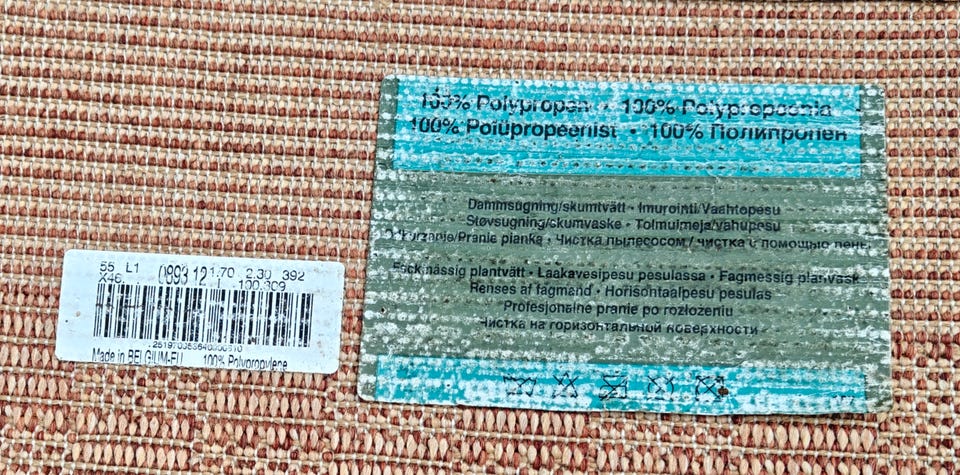 100% Polypropen • 100% Polypropeenia
100% Polüpropeenist • 100% Полипропен
Dammsugning/skumtvätt • Imurointi/Vaahtopesu
Støvsugning/skumvaske • Tolmuimeja/vahupesu
Odkurzanie/Pranie pianką • Чистка пылесосом / чистка с помощью пены
Fackmässig plantvätt • Laakavesipesu pesulassa • Fagmessig planvask
Renses af fagmand • Horisontaalpesu pesulas
Profesjonalne pranie po rozłożeniu
Чистка на горизонтальной поверхности
55 L1 0893 12 1.70 2.30 392
X46 1 100.309
Made in BELGIUM-EU 100% Polypropylene